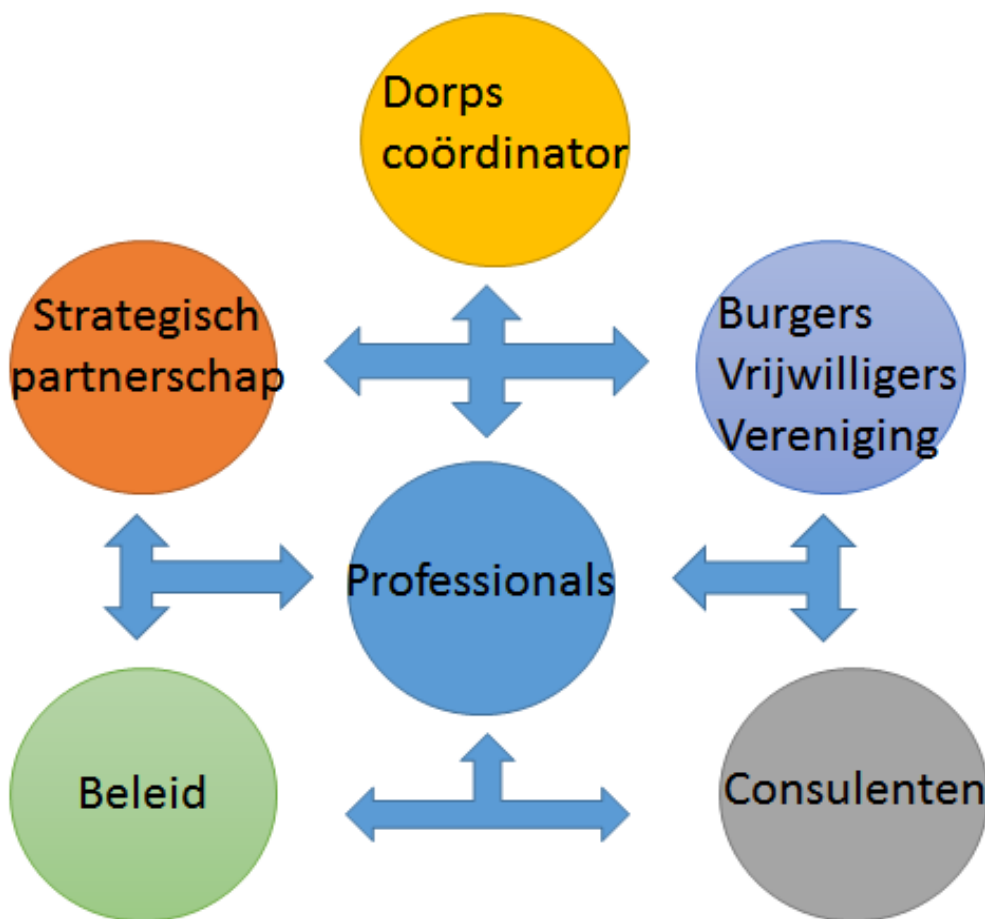 Dorps
coördinator
Strategisch
partnerschap
Burgers
Vrijwilligers
Vereniging
Professionals
Beleid
Consulenten